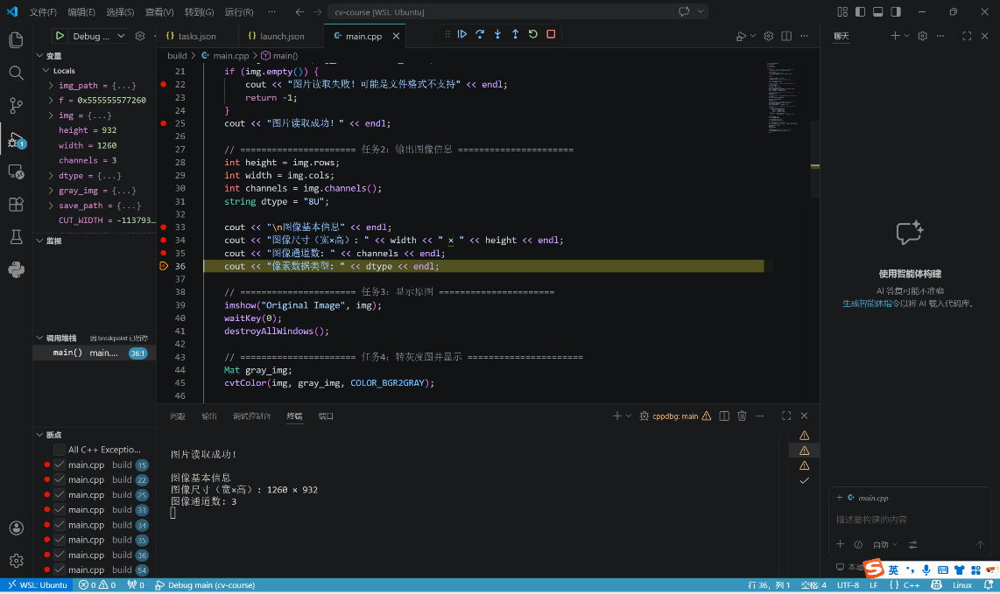 文件(F) 编辑(E) 选择(S) 查看(V) 转到(G) 运行(R) ··· cv-course [WSL: Ubuntu]
Debug ... tasks.json launch.json main.cpp 聊天
变量
Locals
img_path = {...}
f = 0x555555577260
img = {...}
height = 932
width = 1260
channels = 3
dtype = {...}
gray_img = {...}
save_path = {...}
CUT_WIDTH = -113793...
监视
调用堆栈 因 breakpoint 已暂停
main() main.... 36:1
断点
All C++ Exceptio...
main.cpp build 15
main.cpp build 22
main.cpp build 25
main.cpp build 33
main.cpp build 34
main.cpp build 35
main.cpp build 36
main.cpp build 54
build > main.cpp > main()
21 if (img.empty()) {
22 cout << "图片读取失败！可能是文件格式不支持" << endl;
23 return -1;
24 }
25 cout << "图片读取成功！" << endl;
26
27 // ====================== 任务2: 输出图像信息 ======================
28 int height = img.rows;
29 int width = img.cols;
30 int channels = img.channels();
31 string dtype = "8U";
32
33 cout << "\n图像基本信息" << endl;
34 cout << "图像尺寸（宽×高）: " << width << " × " << height << endl;
35 cout << "图像通道数: " << channels << endl;
36 cout << "像素数据类型: " << dtype << endl;
37
38 // ====================== 任务3: 显示原图 ======================
39 imshow("Original Image", img);
40 waitKey(0);
41 destroyAllWindows();
42
43 // ====================== 任务4: 转灰度图并显示 ======================
44 Mat gray_img;
45 cvtColor(img, gray_img, COLOR_BGR2GRAY);
46
问题 输出 调试控制台 终端 端口 cppdbg: main
图片读取成功！
图像基本信息
图像尺寸（宽×高）: 1260 × 932
图像通道数: 3
使用智能体构建
AI 答复可能不准确
生成智能体指令以将 AI 载入代码库。
main.cpp
描述要构建的内容
自动
本地
英
WSL: Ubuntu 0 0 0 Debug main (cv-course) 行 36, 列 1 空格: 4 UTF-8 LF {} C++ Linux